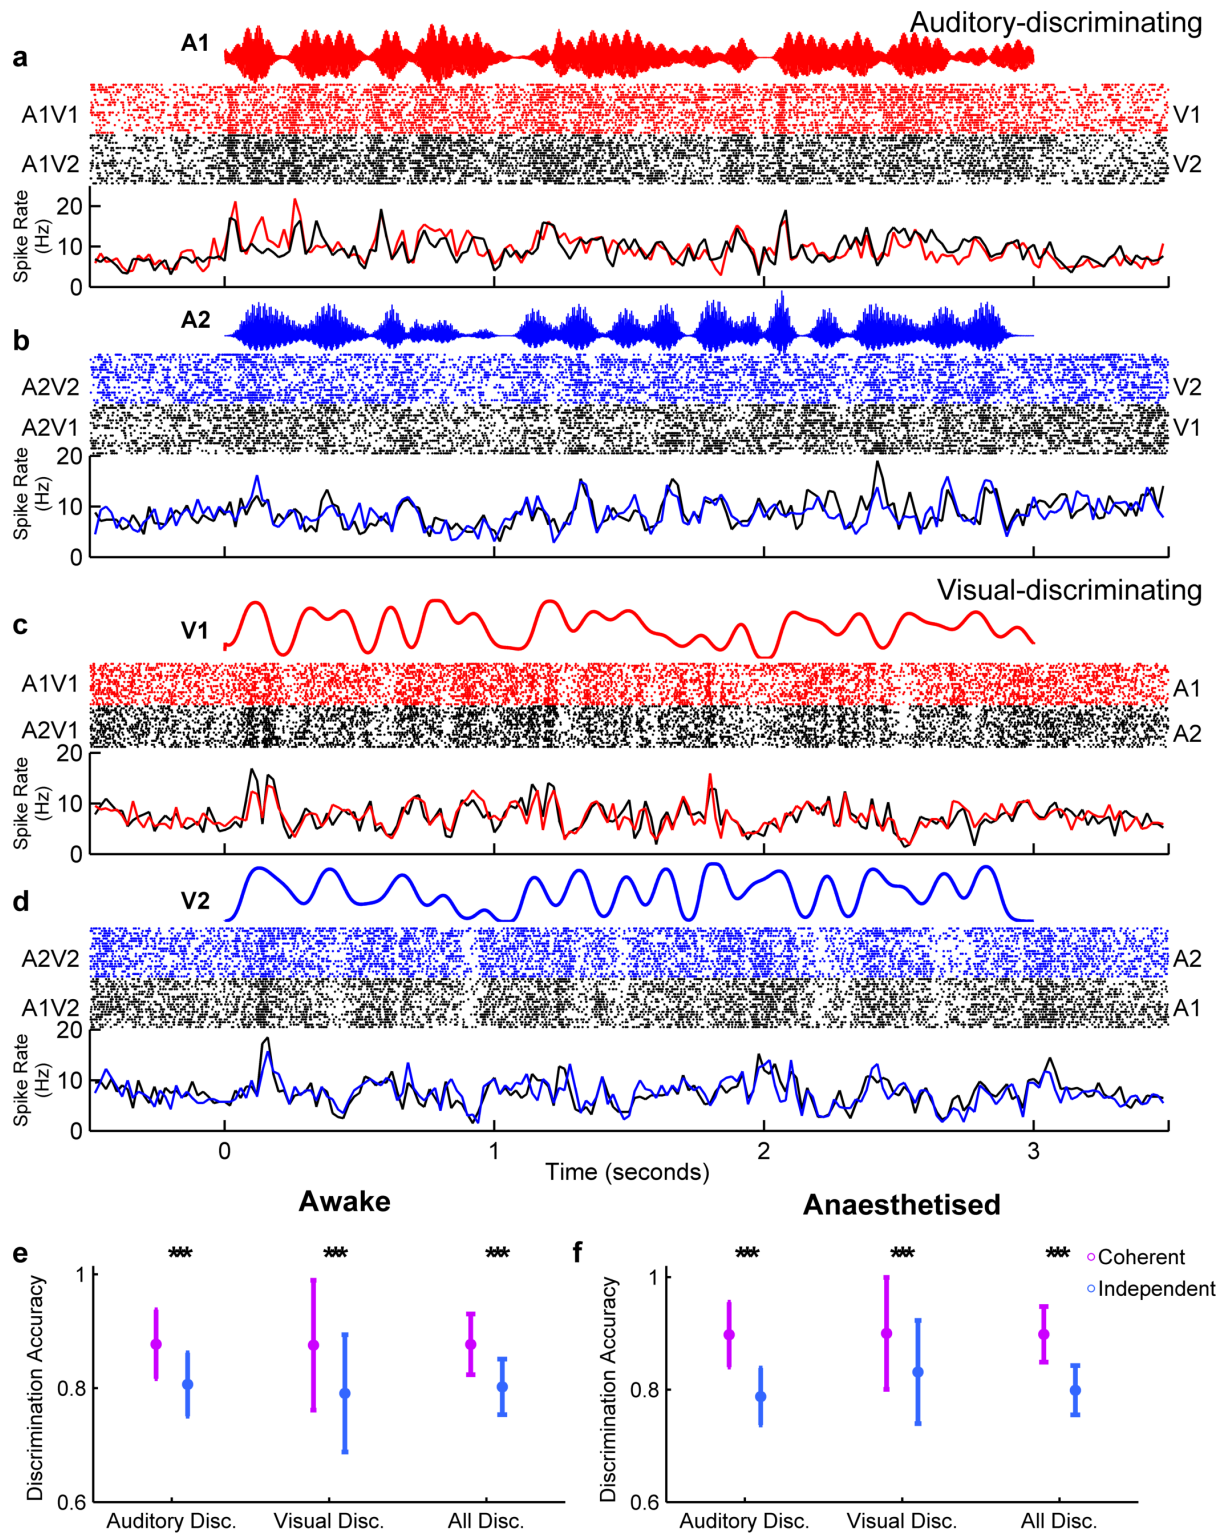 Auditory-discriminating
a
A1
A1V1
V1
A1V2
V2
Spike Rate
(Hz)
20
10
0
b
A2
A2V2
V2
A2V1
V1
Spike Rate
(Hz)
20
10
0
Visual-discriminating
c
V1
A1V1
A1
A2V1
A2
Spike Rate
(Hz)
20
10
0
d
V2
A2V2
A2
A1V2
A1
Spike Rate
(Hz)
20
10
0
0 1 2 3
Time (seconds)
Awake
Anaesthetised
e
*** *** ***
Discrimination Accuracy
1
0.8
0.6
Auditory Disc. Visual Disc. All Disc.
f
*** *** ***
Coherent
Independent
Discrimination Accuracy
1
0.8
0.6
Auditory Disc. Visual Disc. All Disc.